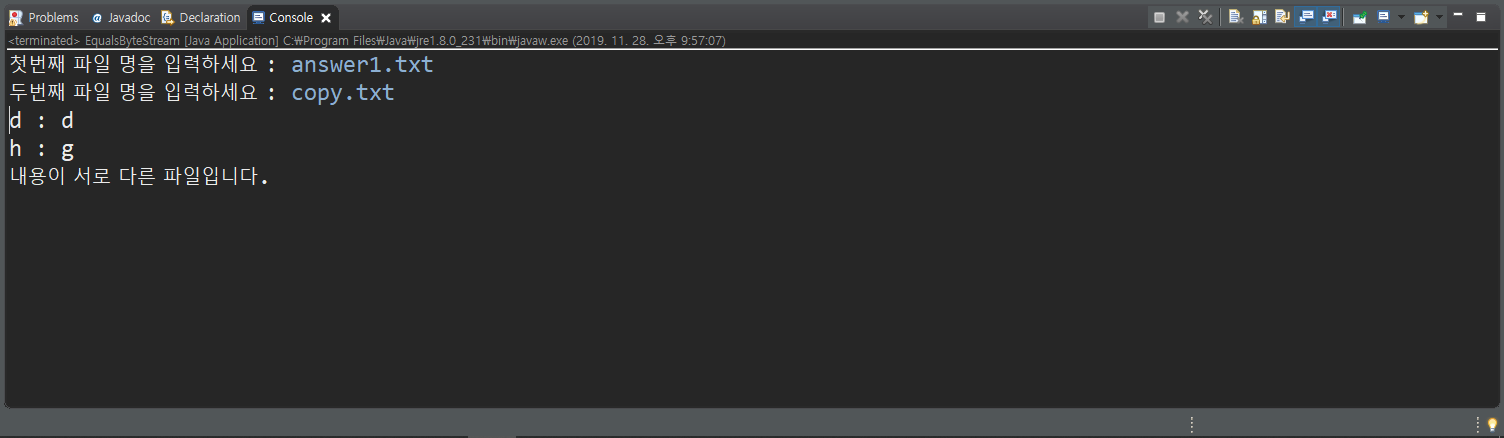 Problems Javadoc Declaration Console
<terminated> EqualsByteStream [Java Application] C:₩Program Files₩Java₩jre1.8.0_231₩bin₩javaw.exe (2019. 11. 28. 오후 9:57:07)
첫번째 파일 명을 입력하세요 : answer1.txt
두번째 파일 명을 입력하세요 : copy.txt
d : d
h : g
내용이 서로 다른 파일입니다.